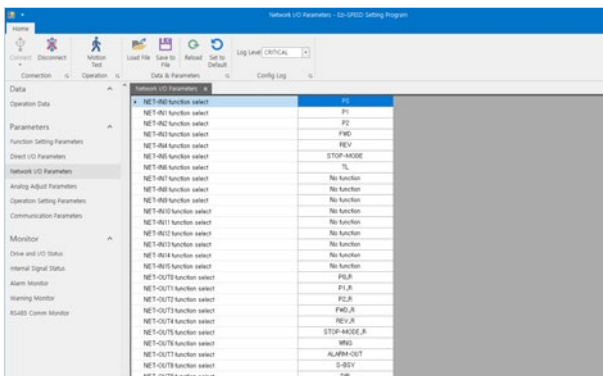 Network I/O Parameters - Ezi-SPEED Setting Program
Home
Connect
Disconnect
Motion Test
Load File
Save to File
Reload
Set to Default
Log Level CRITICAL
Connection
Operation
Data & Parameters
Config Log
Data
Operation Data
Parameters
Function Setting Parameters
Direct I/O Parameters
Network I/O Parameters
Analog Adjust Parameters
Operation Setting Parameters
Communication Parameters
Monitor
Drive and I/O Status
Internal Signal Status
Alarm Monitor
Warning Monitor
RS485 Comm Monitor
Network I/O Parameters x
NET-IN0 function select P0
NET-IN1 function select P1
NET-IN2 function select P2
NET-IN3 function select FWD
NET-IN4 function select REV
NET-IN5 function select STOP-MODE
NET-IN6 function select TL
NET-IN7 function select No function
NET-IN8 function select No function
NET-IN9 function select No function
NET-IN10 function select No function
NET-IN11 function select No function
NET-IN12 function select No function
NET-IN13 function select No function
NET-IN14 function select No function
NET-IN15 function select No function
NET-OUT0 function select P0_R
NET-OUT1 function select P1_R
NET-OUT2 function select P2_R
NET-OUT3 function select FWD_R
NET-OUT4 function select REV_R
NET-OUT5 function select STOP-MODE_R
NET-OUT6 function select WNG
NET-OUT7 function select ALARM-OUT
NET-OUT8 function select S-BSY